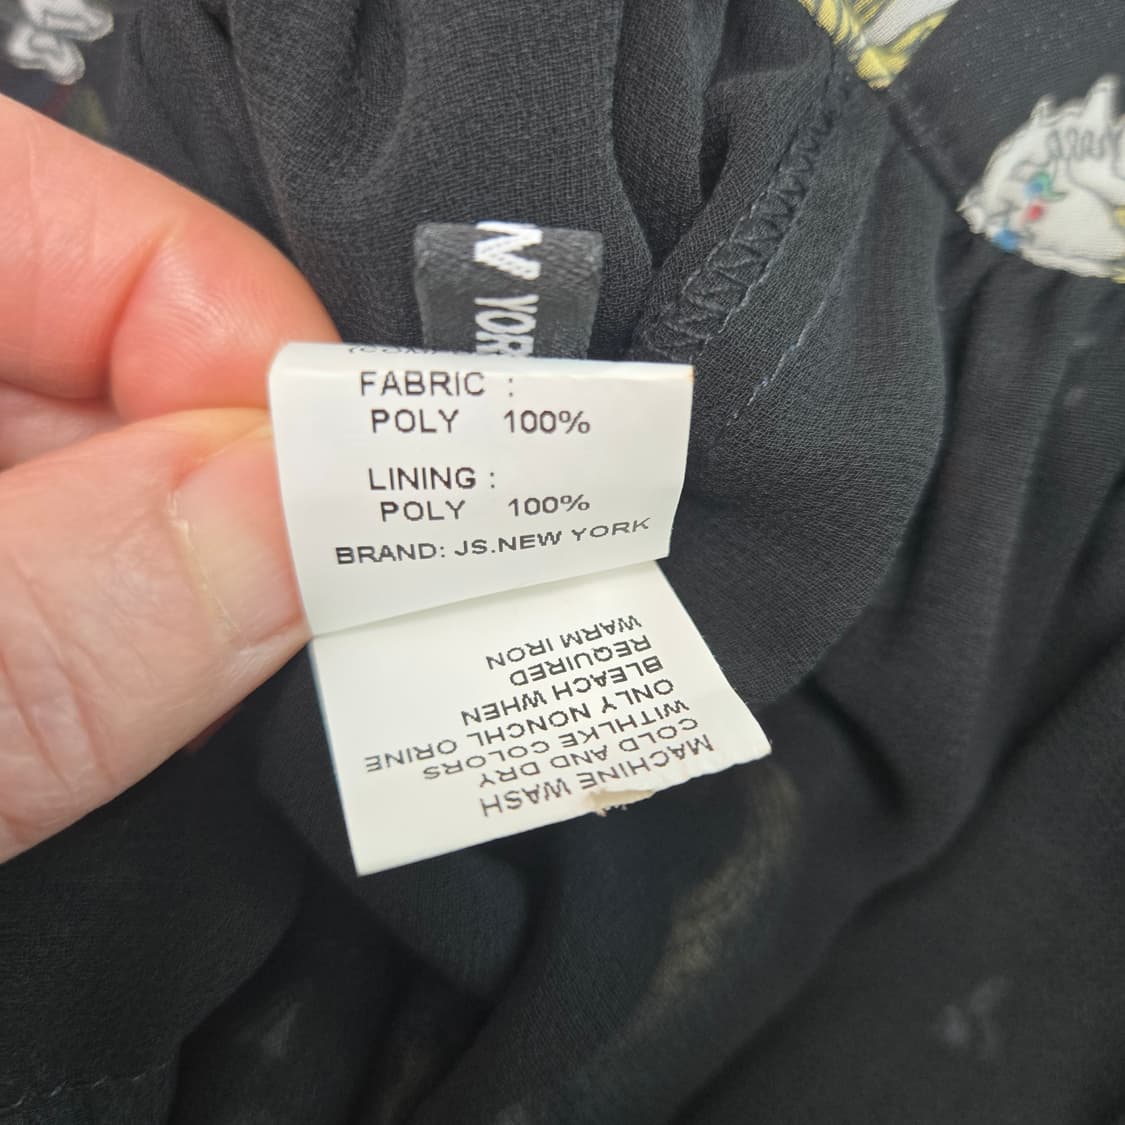 N YOR
FABRIC :
POLY 100%
LINING :
POLY 100%
BRAND: JS.NEW YORK
MACHINE WASH
COLD AND DRY
WITHLKE COLORS
ONLY NONCHL ORINE
BLEACH WHEN
REQUIRED
WARM IRON